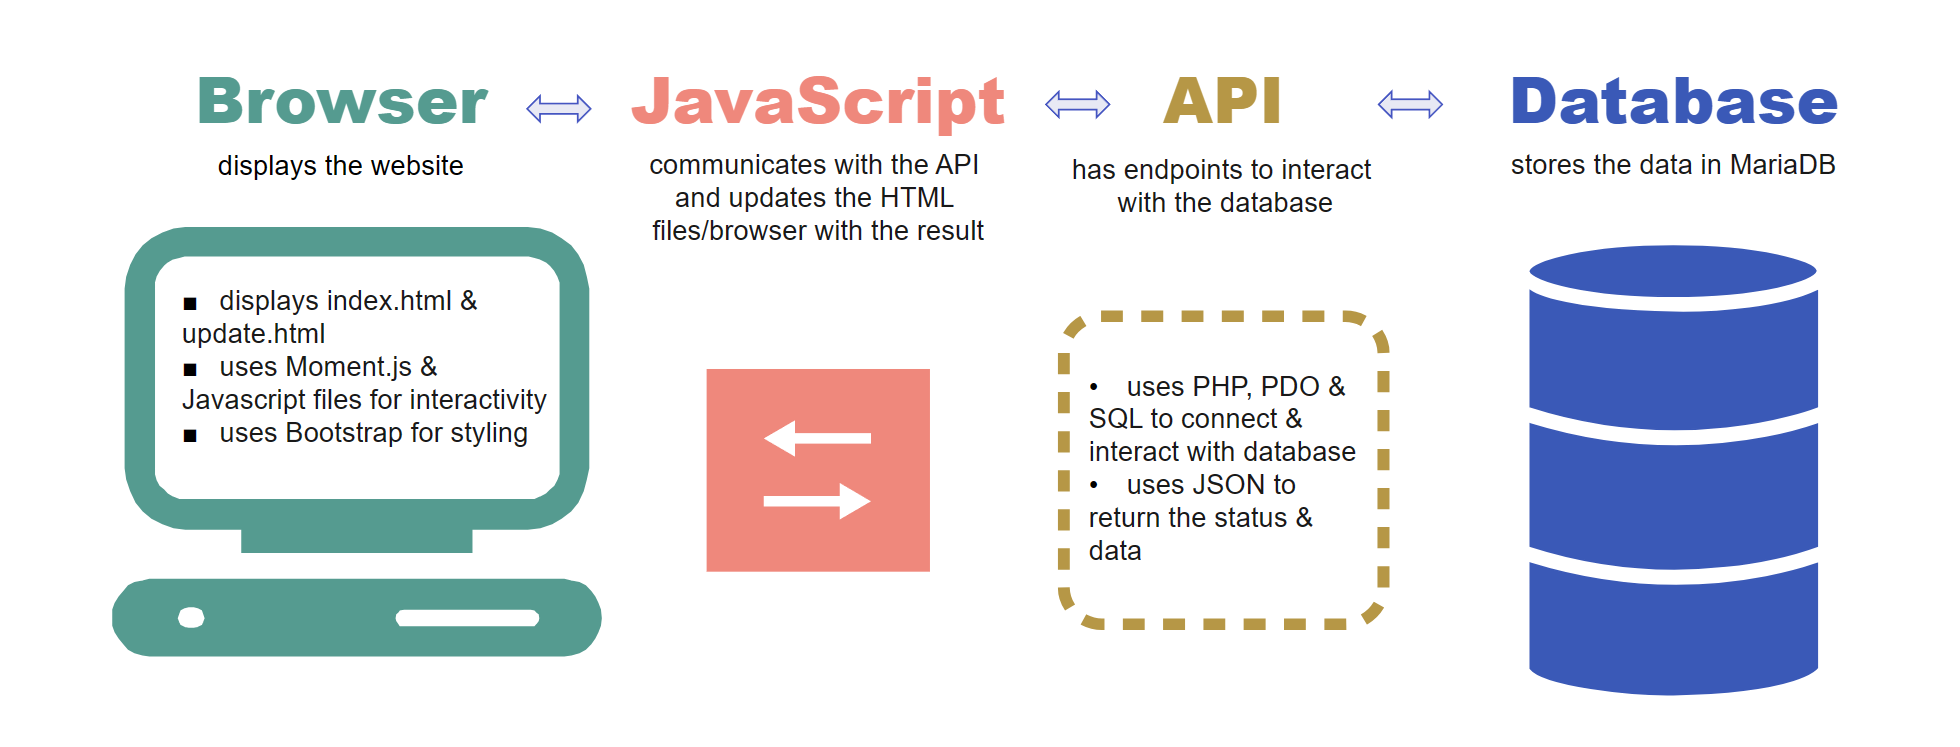 Browser
displays the website
■ displays index.html &
update.html
■ uses Moment.js &
Javascript files for interactivity
■ uses Bootstrap for styling
JavaScript
communicates with the API
and updates the HTML
files/browser with the result
API
has endpoints to interact
with the database
• uses PHP, PDO &
SQL to connect &
interact with database
• uses JSON to
return the status &
data
Database
stores the data in MariaDB